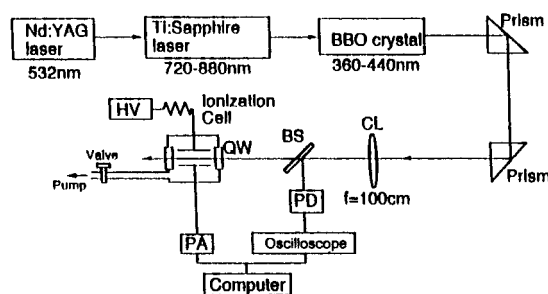 Nd:YAG laser
532nm
Ti:Sapphire laser
720-880nm
BBO crystal
360-440nm
Prism
HV
Ionization Cell
QW
BS
CL
Prism
f=100cm
Valve
Pump
PD
PA
Oscilloscope
Computer